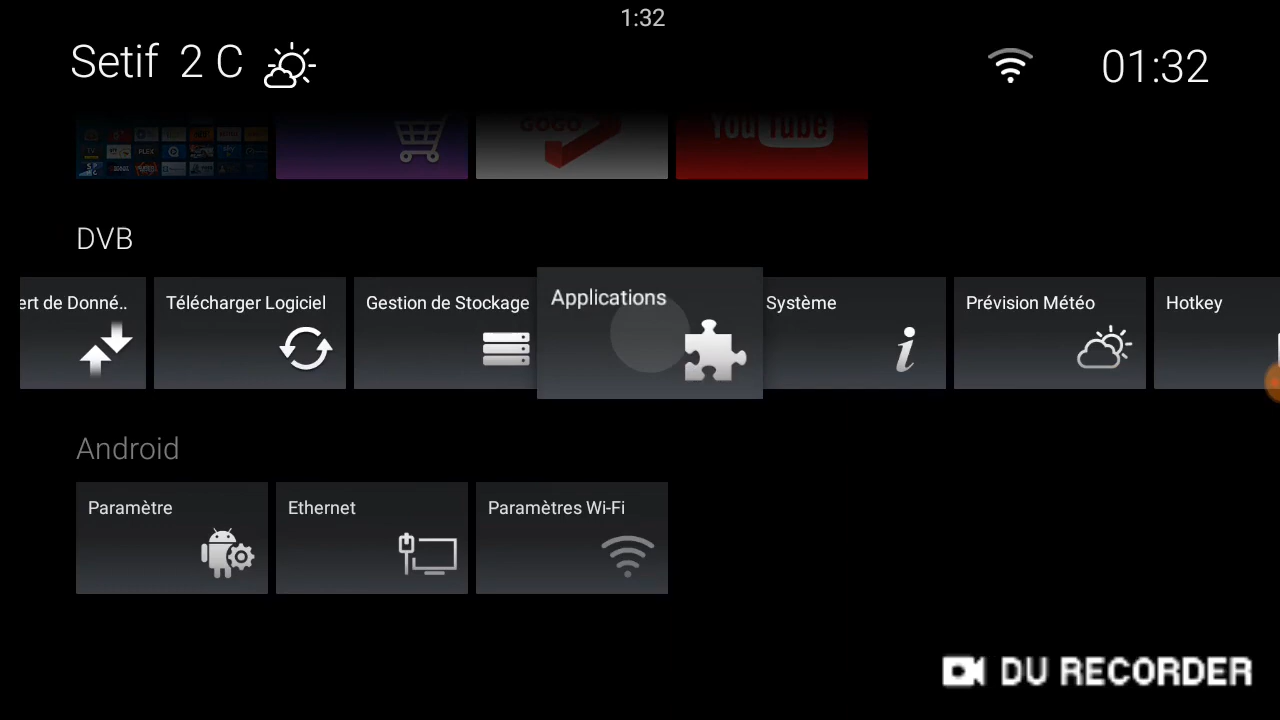 1:32
Setif 2 C
01:32
YouTube
DVB
ert de Donné..
Télécharger Logiciel
Gestion de Stockage
Applications
Système
Prévision Météo
Hotkey
Android
Paramètre
Ethernet
Paramètres Wi-Fi
DU RECORDER